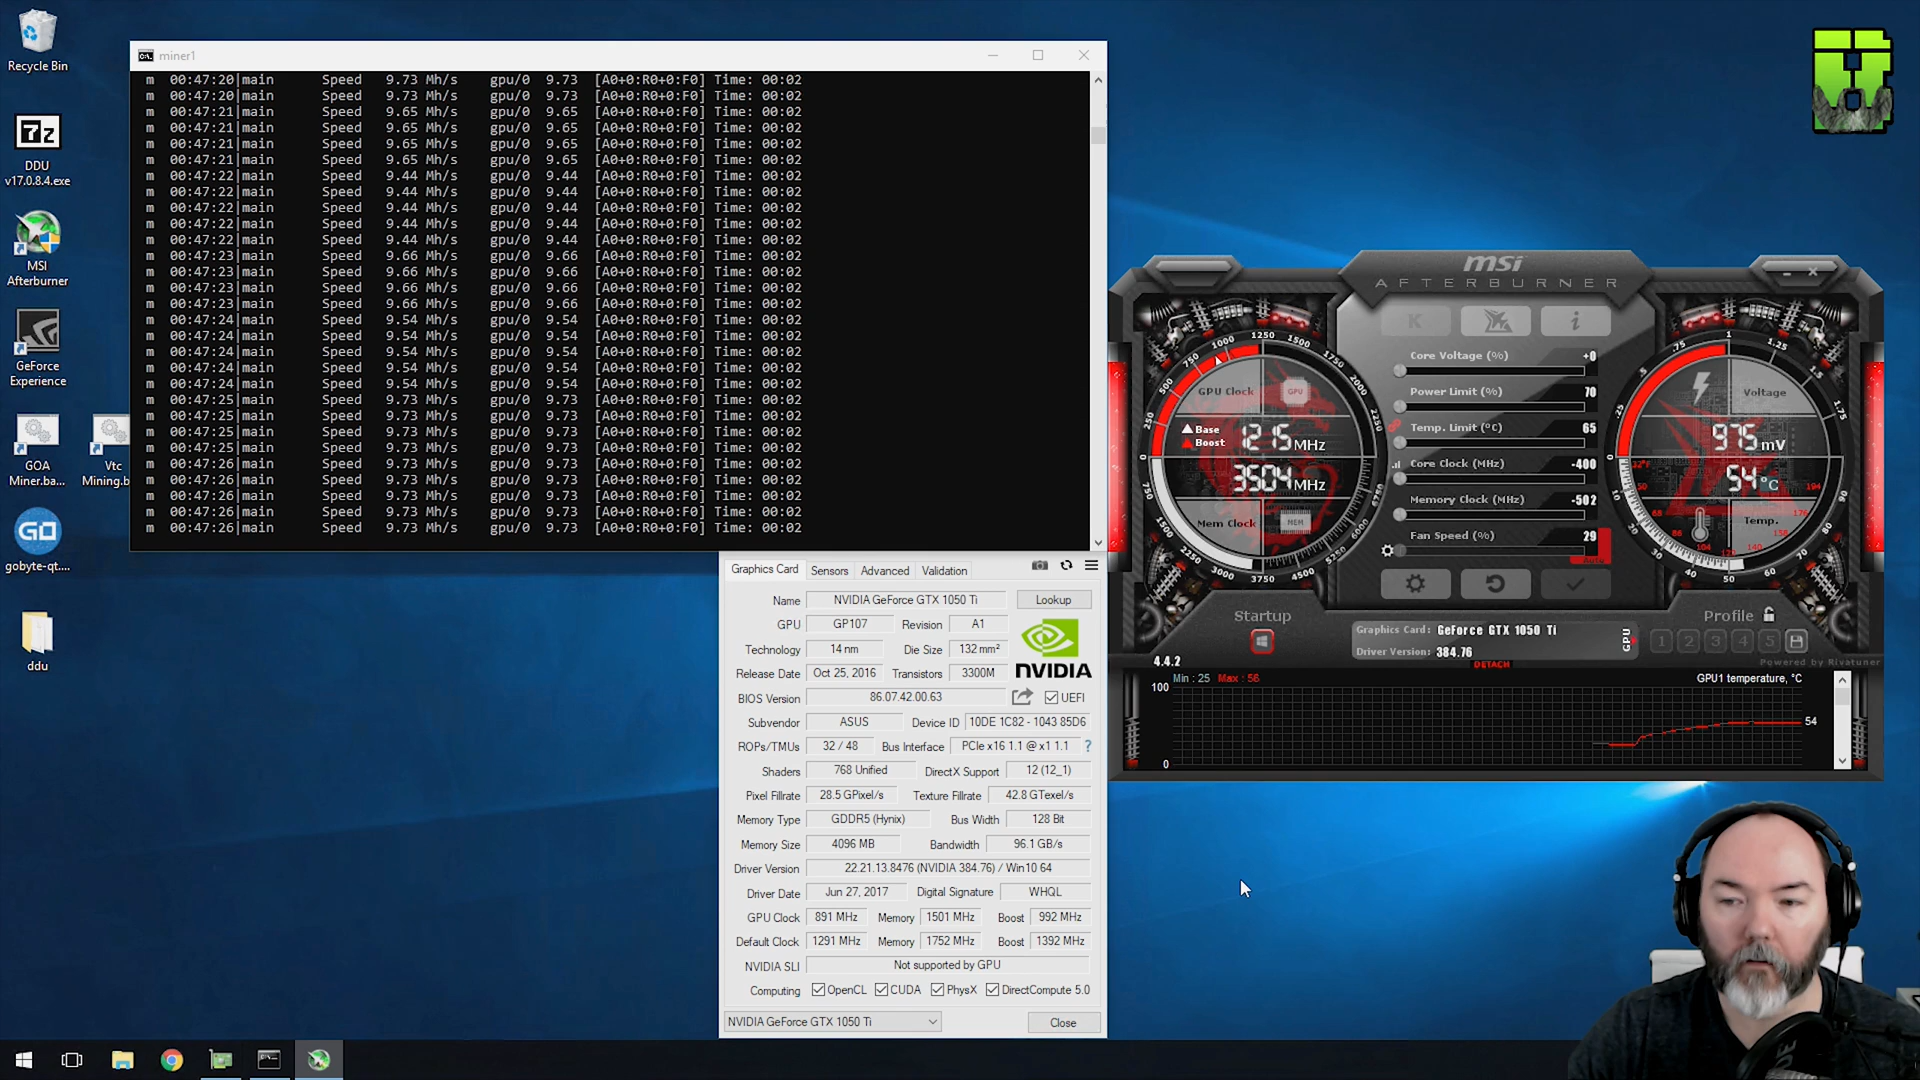 Recycle Bin
7z
DDU
v17.0.8.4.exe
MSI
Afterburner
GeForce
Experience
GOA
Miner.ba...
Vtc
Mining.b
GO
gobyte-qt....
ddu
miner1
m 00:47:20|main Speed 9.73 Mh/s gpu/0 9.73 [A0+0:R0+0:F0] Time: 00:02
m 00:47:20|main Speed 9.73 Mh/s gpu/0 9.73 [A0+0:R0+0:F0] Time: 00:02
m 00:47:21|main Speed 9.65 Mh/s gpu/0 9.65 [A0+0:R0+0:F0] Time: 00:02
m 00:47:21|main Speed 9.65 Mh/s gpu/0 9.65 [A0+0:R0+0:F0] Time: 00:02
m 00:47:21|main Speed 9.65 Mh/s gpu/0 9.65 [A0+0:R0+0:F0] Time: 00:02
m 00:47:21|main Speed 9.65 Mh/s gpu/0 9.65 [A0+0:R0+0:F0] Time: 00:02
m 00:47:22|main Speed 9.44 Mh/s gpu/0 9.44 [A0+0:R0+0:F0] Time: 00:02
m 00:47:22|main Speed 9.44 Mh/s gpu/0 9.44 [A0+0:R0+0:F0] Time: 00:02
m 00:47:22|main Speed 9.44 Mh/s gpu/0 9.44 [A0+0:R0+0:F0] Time: 00:02
m 00:47:22|main Speed 9.44 Mh/s gpu/0 9.44 [A0+0:R0+0:F0] Time: 00:02
m 00:47:22|main Speed 9.44 Mh/s gpu/0 9.44 [A0+0:R0+0:F0] Time: 00:02
m 00:47:23|main Speed 9.66 Mh/s gpu/0 9.66 [A0+0:R0+0:F0] Time: 00:02
m 00:47:23|main Speed 9.66 Mh/s gpu/0 9.66 [A0+0:R0+0:F0] Time: 00:02
m 00:47:23|main Speed 9.66 Mh/s gpu/0 9.66 [A0+0:R0+0:F0] Time: 00:02
m 00:47:23|main Speed 9.66 Mh/s gpu/0 9.66 [A0+0:R0+0:F0] Time: 00:02
m 00:47:24|main Speed 9.54 Mh/s gpu/0 9.54 [A0+0:R0+0:F0] Time: 00:02
m 00:47:24|main Speed 9.54 Mh/s gpu/0 9.54 [A0+0:R0+0:F0] Time: 00:02
m 00:47:24|main Speed 9.54 Mh/s gpu/0 9.54 [A0+0:R0+0:F0] Time: 00:02
m 00:47:24|main Speed 9.54 Mh/s gpu/0 9.54 [A0+0:R0+0:F0] Time: 00:02
m 00:47:24|main Speed 9.54 Mh/s gpu/0 9.54 [A0+0:R0+0:F0] Time: 00:02
m 00:47:25|main Speed 9.73 Mh/s gpu/0 9.73 [A0+0:R0+0:F0] Time: 00:02
m 00:47:25|main Speed 9.73 Mh/s gpu/0 9.73 [A0+0:R0+0:F0] Time: 00:02
m 00:47:25|main Speed 9.73 Mh/s gpu/0 9.73 [A0+0:R0+0:F0] Time: 00:02
m 00:47:25|main Speed 9.73 Mh/s gpu/0 9.73 [A0+0:R0+0:F0] Time: 00:02
m 00:47:26|main Speed 9.73 Mh/s gpu/0 9.73 [A0+0:R0+0:F0] Time: 00:02
m 00:47:26|main Speed 9.73 Mh/s gpu/0 9.73 [A0+0:R0+0:F0] Time: 00:02
m 00:47:26|main Speed 9.73 Mh/s gpu/0 9.73 [A0+0:R0+0:F0] Time: 00:02
m 00:47:26|main Speed 9.73 Mh/s gpu/0 9.73 [A0+0:R0+0:F0] Time: 00:02
m 00:47:26|main Speed 9.73 Mh/s gpu/0 9.73 [A0+0:R0+0:F0] Time: 00:02
Graphics Card Sensors Advanced Validation
Name NVIDIA GeForce GTX 1050 Ti Lookup
GPU GP107 Revision A1
Technology 14 nm Die Size 132 mm²
Release Date Oct 25, 2016 Transistors 3300M
NVIDIA
BIOS Version 86.07.42.00.63 UEFI
Subvendor ASUS Device ID 10DE 1C82 - 1043 85D6
ROPs/TMUs 32 / 48 Bus Interface PCIe x16 1.1 @ x1 1.1 ?
Shaders 768 Unified DirectX Support 12 (12_1)
Pixel Fillrate 28.5 GPixel/s Texture Fillrate 42.8 GTexel/s
Memory Type GDDR5 (Hynix) Bus Width 128 Bit
Memory Size 4096 MB Bandwidth 96.1 GB/s
Driver Version 22.21.13.8476 (NVIDIA 384.76) / Win10 64
Driver Date Jun 27, 2017 Digital Signature WHQL
GPU Clock 891 MHz Memory 1501 MHz Boost 992 MHz
Default Clock 1291 MHz Memory 1752 MHz Boost 1392 MHz
NVIDIA SLI Not supported by GPU
Computing OpenCL CUDA PhysX DirectCompute 5.0
NVIDIA GeForce GTX 1050 Ti Close
msi
AFTERBURNER
K i
Core Voltage (%) +0
Power Limit (%) 70
Temp. Limit (°C) 65
Core Clock (MHz) -400
Memory Clock (MHz) -502
Fan Speed (%) 29
GPU Clock GPU
Base
Boost
1215 MHz
3504 MHz
Mem Clock MEM
Voltage
975 mV
54 °C
Temp.
Startup
Profile
1 2 3 4 5
Graphics Card: GeForce GTX 1050 Ti
Driver Version: 384.76
GPU
DETACH
4.4.2
Powered by Rivatuner
Min : 25 Max : 56 GPU1 temperature, °C
100
54
0